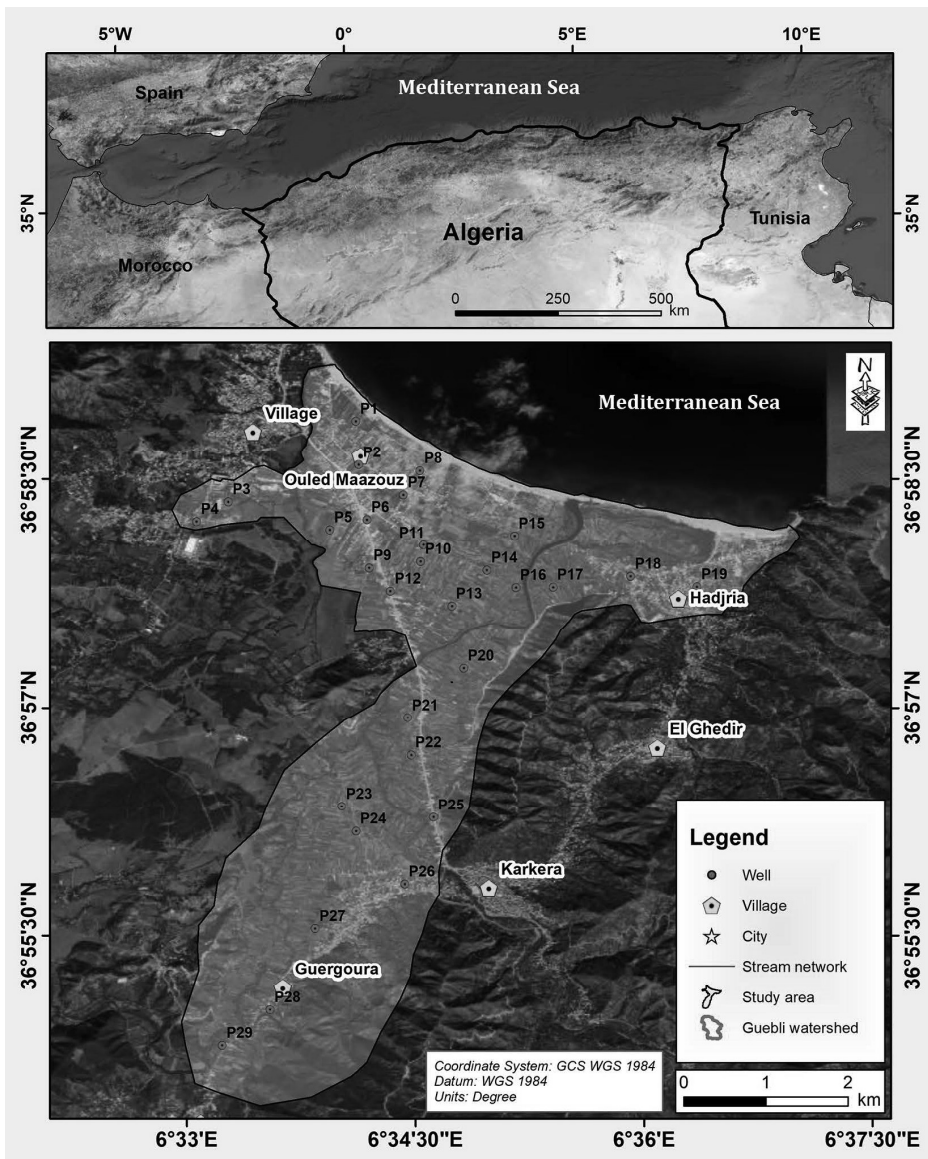 5°W 0° 5°E 10°E
Mediterranean Sea
Spain
35°N 35°N
Tunisia
Algeria
Morocco
0 250 500
km
N
Mediterranean Sea
Village
P1
P2
P8
36°58'30"N 36°58'30"N
Ouled Maazouz
P7
P3
P4
P6
P5
P15
P11
P10
P9
P14
P18
P12
P16
P17
P19
P13
Hadjria
P20
36°57'N 36°57'N
P21
El Ghedir
P22
P23
P25
P24
Legend
Karkera
P26
Well
Village
P27
City
36°55'30"N 36°55'30"N
Guergoura
Stream network
P28
Study area
P29
Guebli watershed
Coordinate System: GCS WGS 1984
Datum: WGS 1984
Units: Degree
0 1 2
km
6°33'E 6°34'30"E 6°36'E 6°37'30"E